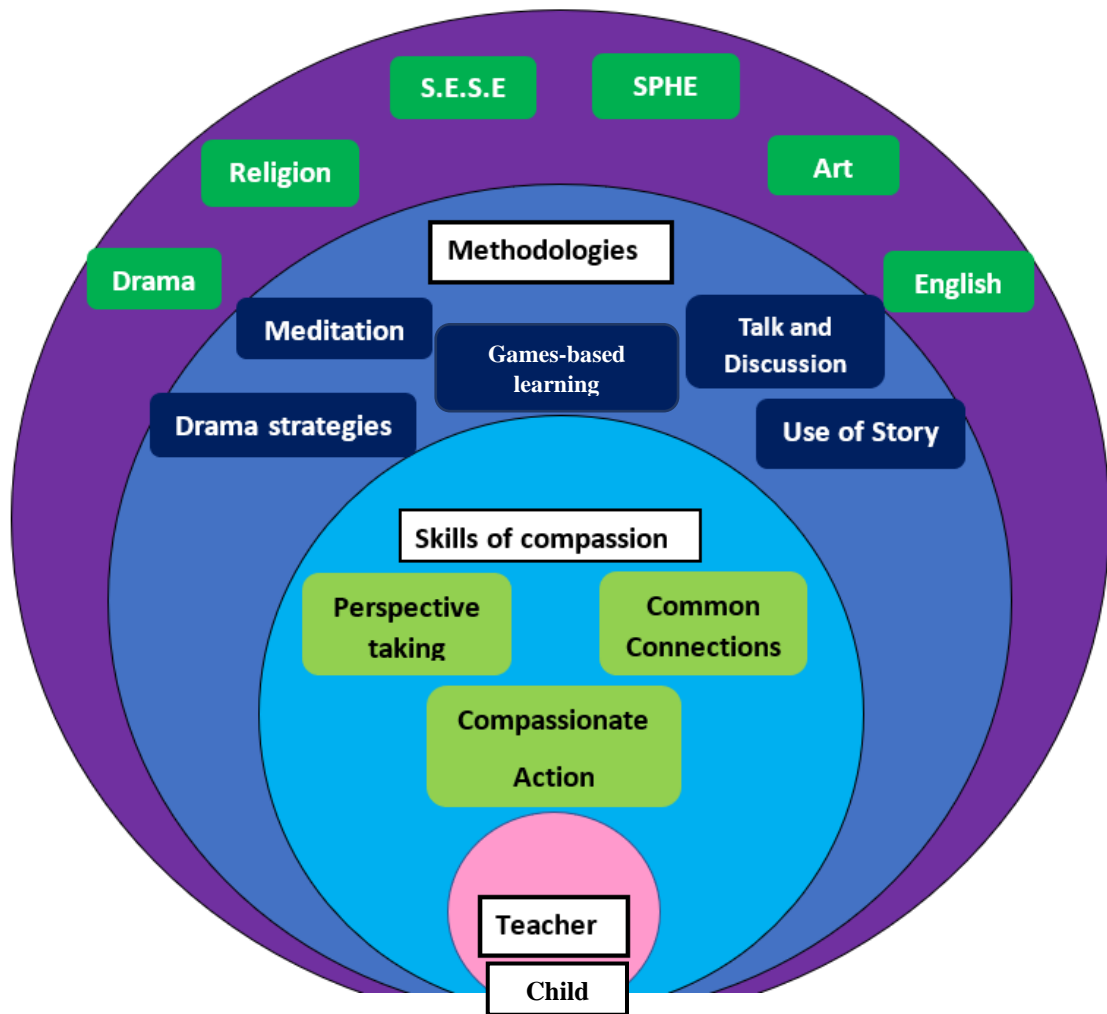 S.E.S.E
SPHE
Religion
Art
Drama
English
Methodologies
Meditation
Games-based
learning
Talk and
Discussion
Drama strategies
Use of Story
Skills of compassion
Perspective
taking
Common
Connections
Compassionate
Action
Teacher
Child